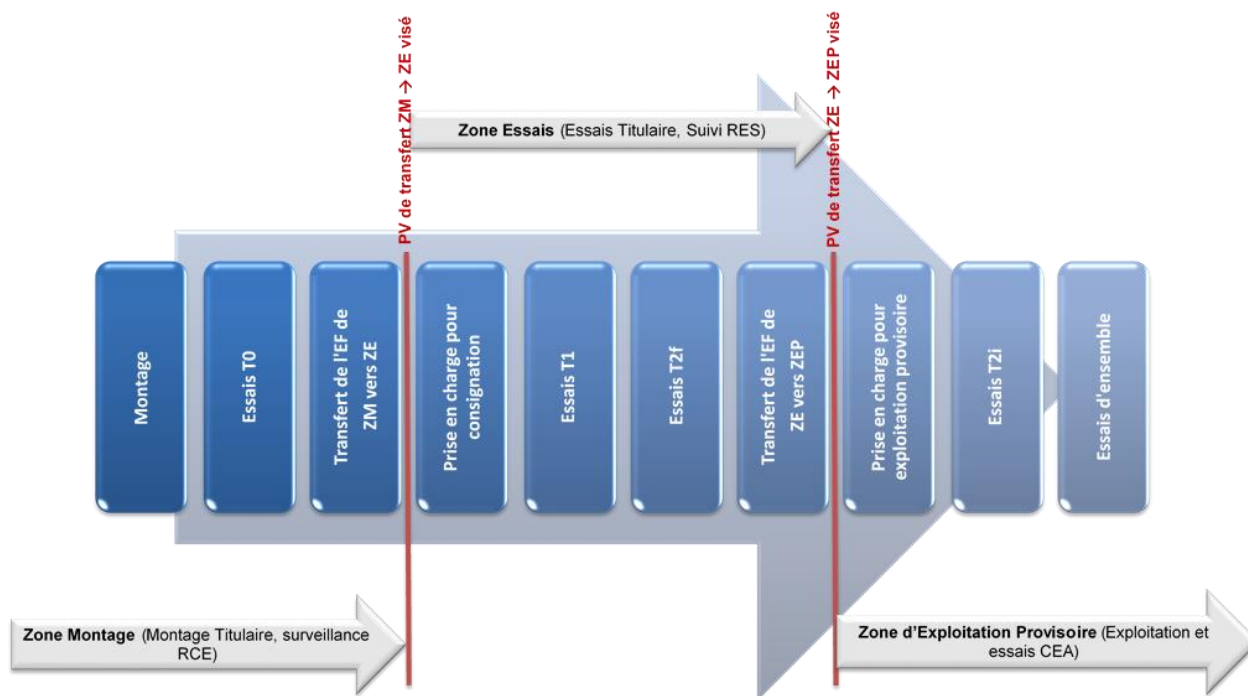 PV de transfert ZM → ZE visé
PV de transfert ZE → ZEP visé
Zone Essais (Essais Titulaire, Suivi RES)
Montage
Essais T0
Transfert de l'EF de
ZM vers ZE
Prise en charge pour
consignation
Essais T1
Essais T2f
Transfert de l'EF de
ZE vers ZEP
Prise en charge pour
exploitation provisoire
Essais T2i
Essais d'ensemble
Zone Montage (Montage Titulaire, surveillance
RCE)
Zone d'Exploitation Provisoire (Exploitation et
essais CEA)